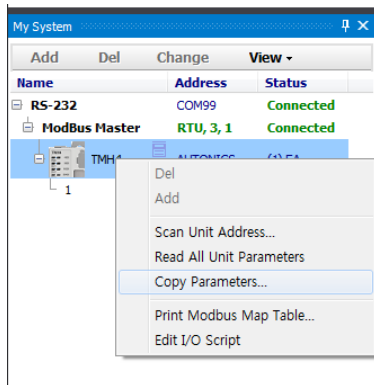 My System
Add Del Change View
Name Address Status
RS-232 COM99 Connected
ModBus Master RTU, 3, 1 Connected
TMH4 AUTONICS (1) EA
1
Del
Add
Scan Unit Address...
Read All Unit Parameters
Copy Parameters...
Print Modbus Map Table...
Edit I/O Script